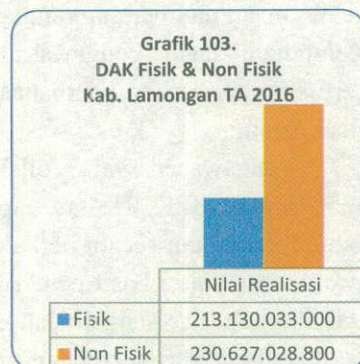 Grafik 103.
DAK Fisik & Non Fisik
Kab. Lamongan TA 2016
Nilai Realisasi
Fisik 213.130.033.000
Non Fisik 230.627.028.800